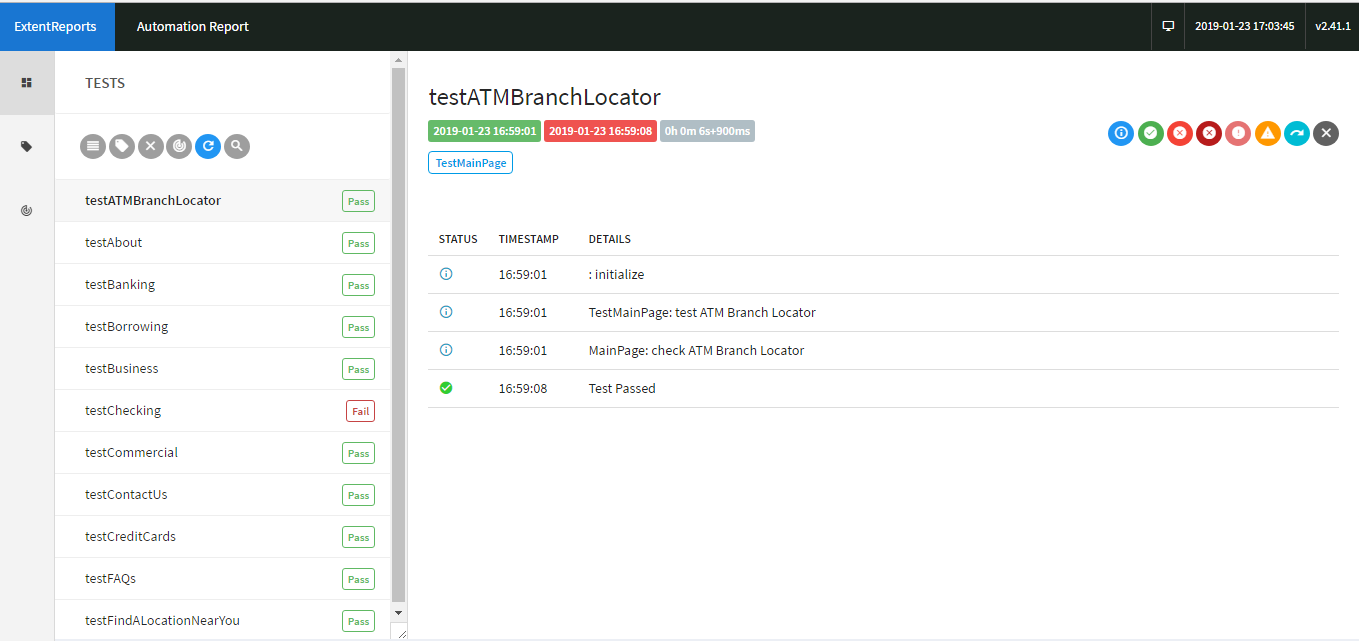 ExtentReports Automation Report 2019-01-23 17:03:45 v2.41.1
TESTS
testATMBranchLocator Pass
testAbout Pass
testBanking Pass
testBorrowing Pass
testBusiness Pass
testChecking Fail
testCommercial Pass
testContactUs Pass
testCreditCards Pass
testFAQs Pass
testFindALocationNearYou Pass
testATMBranchLocator
2019-01-23 16:59:01 2019-01-23 16:59:08 0h 0m 6s+900ms
TestMainPage
STATUS TIMESTAMP DETAILS
16:59:01 : initialize
16:59:01 TestMainPage: test ATM Branch Locator
16:59:01 MainPage: check ATM Branch Locator
16:59:08 Test Passed